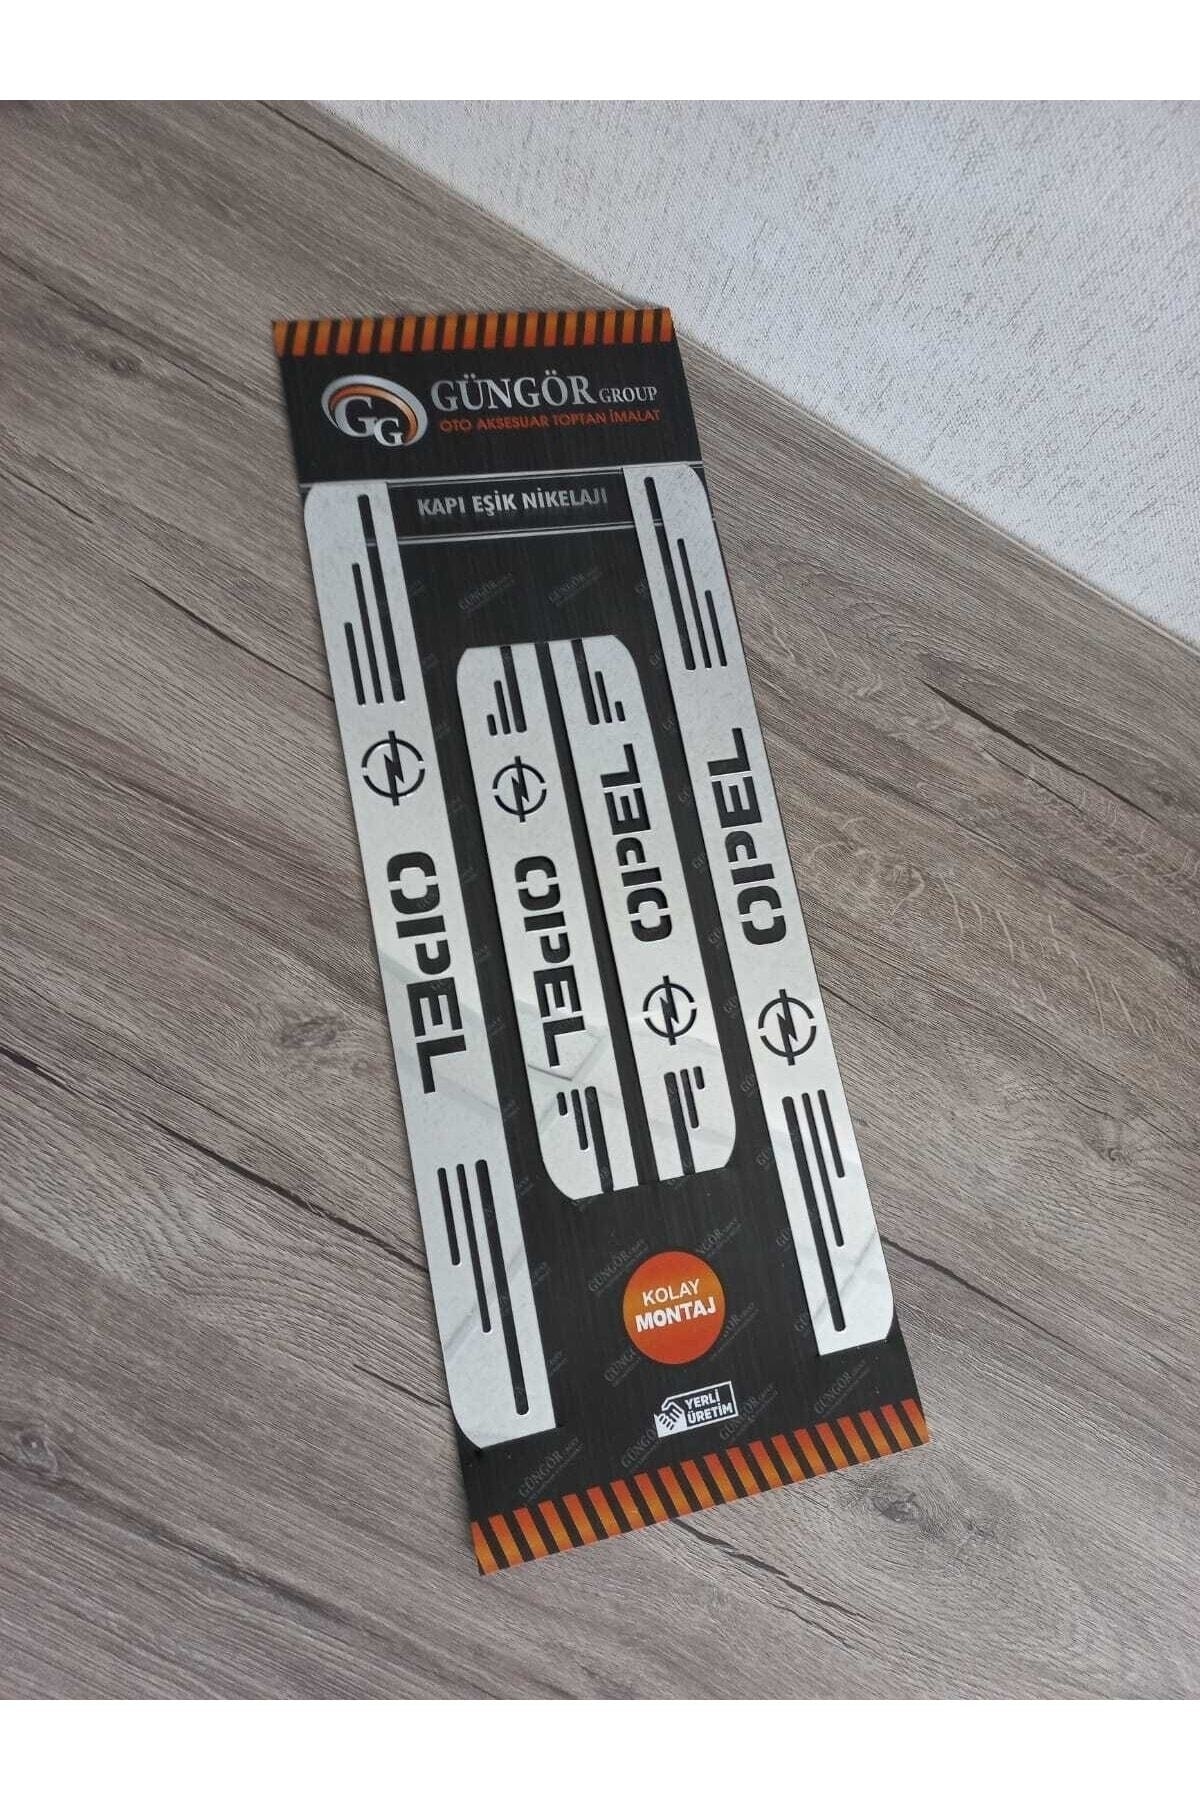 GG
GÜNGÖR GROUP
OTO AKSESUAR TOPTAN İMALAT
KAPI EŞİK NİKELAJI
OPEL
OPEL
OPEL
OPEL
KOLAY
MONTAJ
YERLİ
ÜRETİM